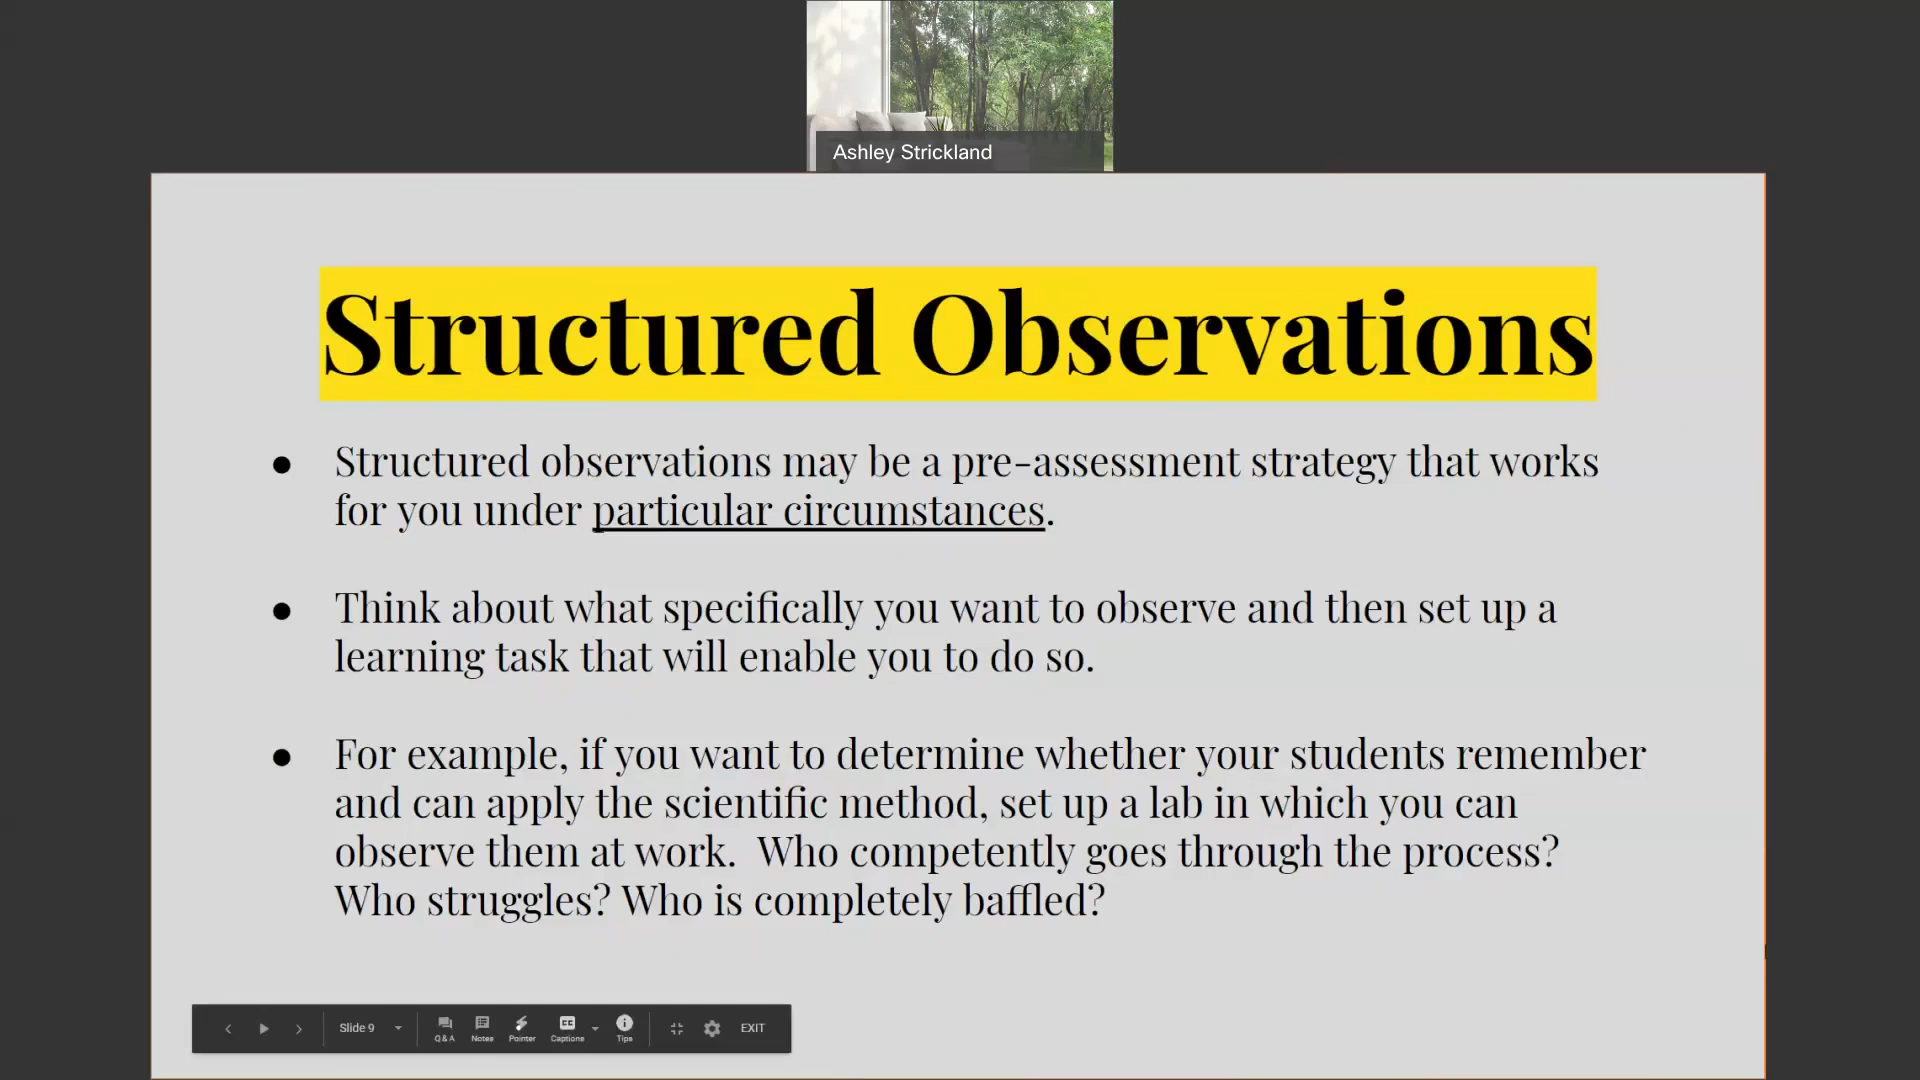 Ashley Strickland
Structured Observations
● Structured observations may be a pre-assessment strategy that works
for you under particular circumstances.
● Think about what specifically you want to observe and then set up a
learning task that will enable you to do so.
● For example, if you want to determine whether your students remember
and can apply the scientific method, set up a lab in which you can
observe them at work.  Who competently goes through the process?
Who struggles? Who is completely baffled?
Slide 9
Q & A Notes Pointer CC Captions Tips EXIT